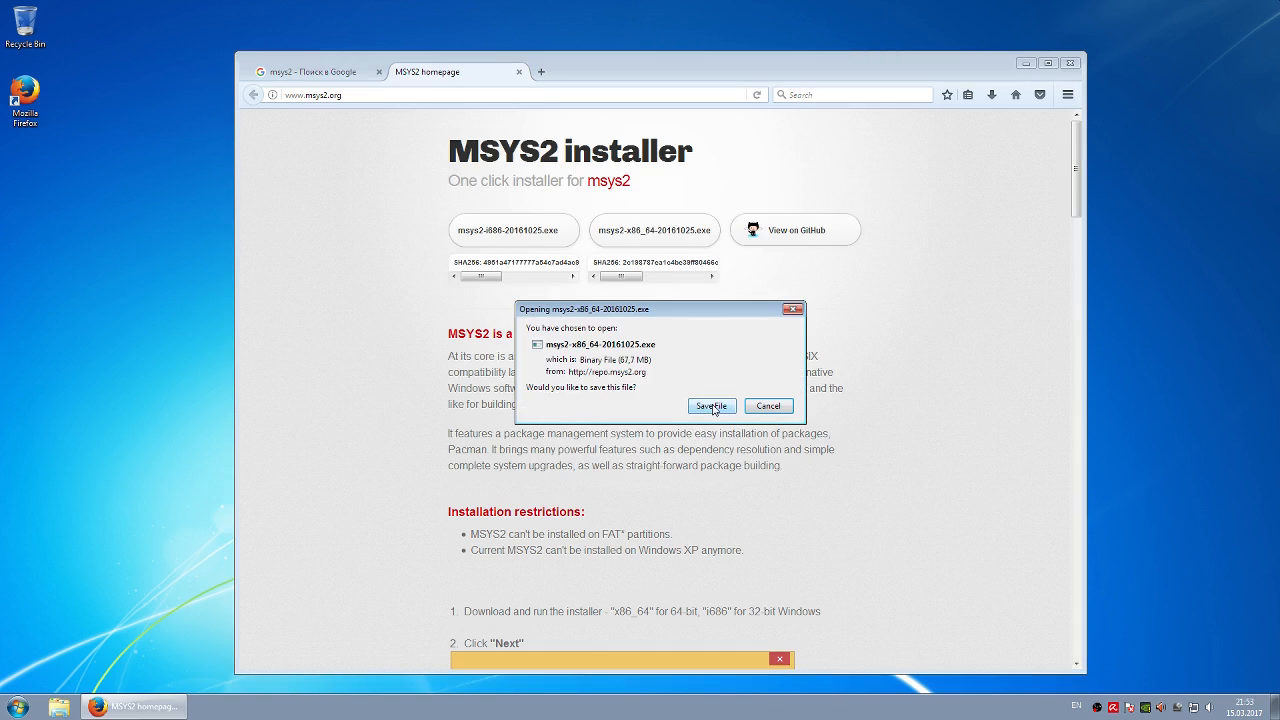 Recycle Bin
Mozilla
Firefox
msys2 - Поиск в Google
MSYS2 homepage
www.msys2.org
Search
MSYS2 installer
One click installer for msys2
msys2-i686-20161025.exe
msys2-x86_64-20161025.exe
View on GitHub
Opening msys2-x86_64-20161025.exe
You have chosen to open:
msys2-x86_64-20161025.exe
which is: Binary File (67,7 MB)
from: http://repo.msys2.org
Would you like to save this file?
Save File
Cancel
MSYS2 is a
At its core is a
compatibility la
native
Windows softw
and the
like for building
It features a package management system to provide easy installation of packages,
Pacman. It brings many powerful features such as dependency resolution and simple
complete system upgrades, as well as straight-forward package building.
Installation restrictions:
• MSYS2 can't be installed on FAT* partitions.
• Current MSYS2 can't be installed on Windows XP anymore.
1. Download and run the installer - "x86_64" for 64-bit, "i686" for 32-bit Windows
2. Click "Next"
MSYS2 homepag...
EN
21:53
15.03.2017